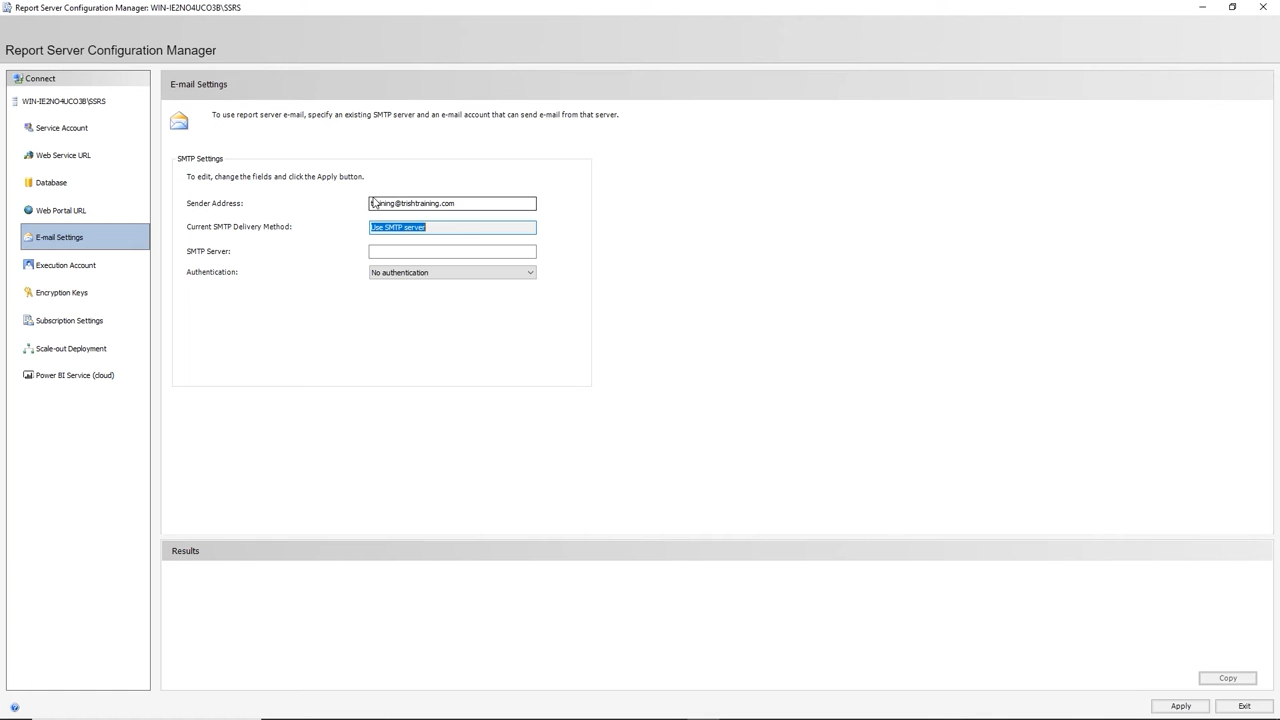 Report Server Configuration Manager: WIN-IE2NO4UCO3B\SSRS
Report Server Configuration Manager
Connect
WIN-IE2NO4UCO3B\SSRS
Service Account
Web Service URL
Database
Web Portal URL
E-mail Settings
Execution Account
Encryption Keys
Subscription Settings
Scale-out Deployment
Power BI Service (cloud)
E-mail Settings
To use report server e-mail, specify an existing SMTP server and an e-mail account that can send e-mail from that server.
SMTP Settings
To edit, change the fields and click the Apply button.
Sender Address:
training@trishtraining.com
Current SMTP Delivery Method:
Use SMTP server
SMTP Server:
Authentication:
No authentication
Results
Copy
Apply
Exit